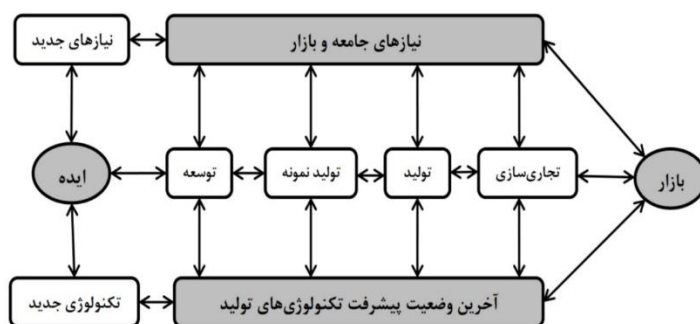 نیازهای جدید
نیازهای جامعه و بازار
ایده
توسعه
تولید نمونه
تولید
تجاری‌سازی
بازار
تکنولوژی جدید
آخرین وضعیت پیشرفت تکنولوژی‌های تولید